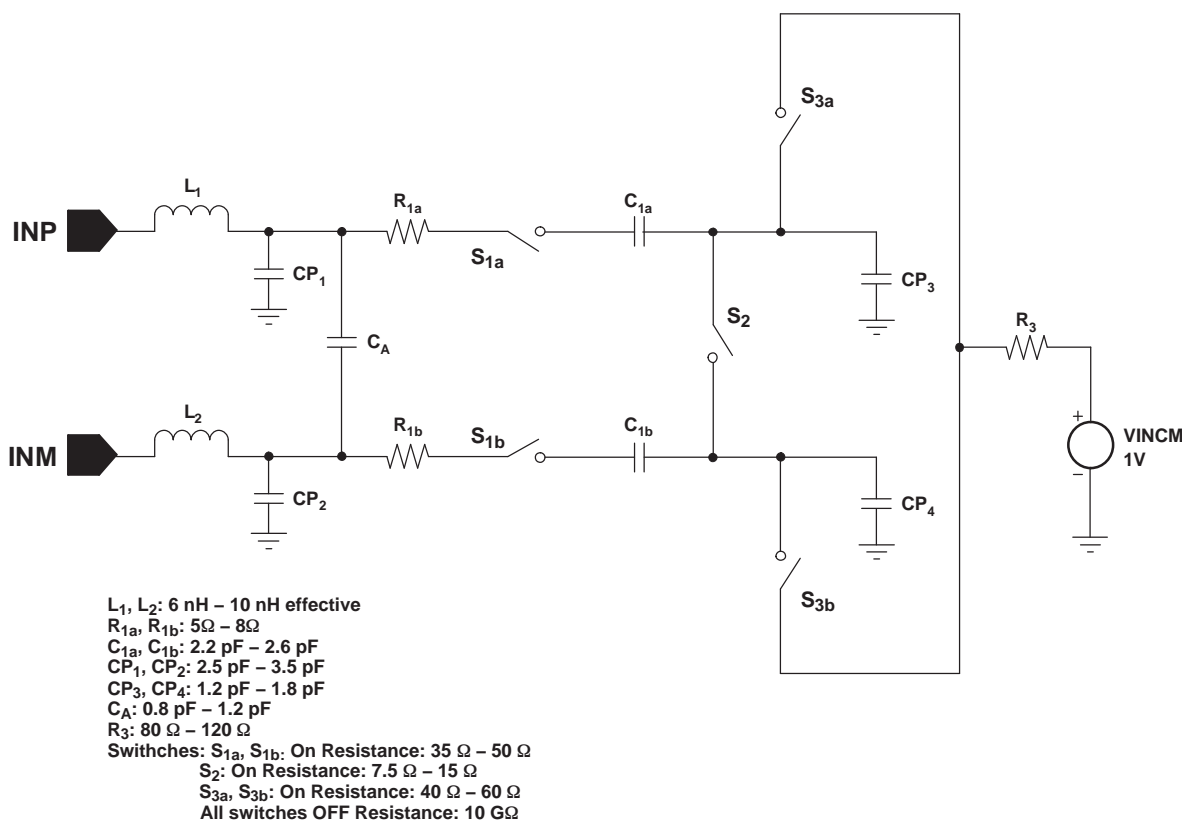 S3a
L1
R1a
C1a
INP
S1a
CP1
CP3
S2
R3
CA
L2
R1b
S1b
C1b
+
VINCM
1V
–
INM
CP2
CP4
S3b
L1, L2: 6 nH – 10 nH effective
R1a, R1b: 5Ω – 8Ω
C1a, C1b: 2.2 pF – 2.6 pF
CP1, CP2: 2.5 pF – 3.5 pF
CP3, CP4: 1.2 pF – 1.8 pF
CA: 0.8 pF – 1.2 pF
R3: 80 Ω – 120 Ω
Swithches: S1a, S1b: On Resistance: 35 Ω – 50 Ω
S2: On Resistance: 7.5 Ω – 15 Ω
S3a, S3b: On Resistance: 40 Ω – 60 Ω
All switches OFF Resistance: 10 GΩ